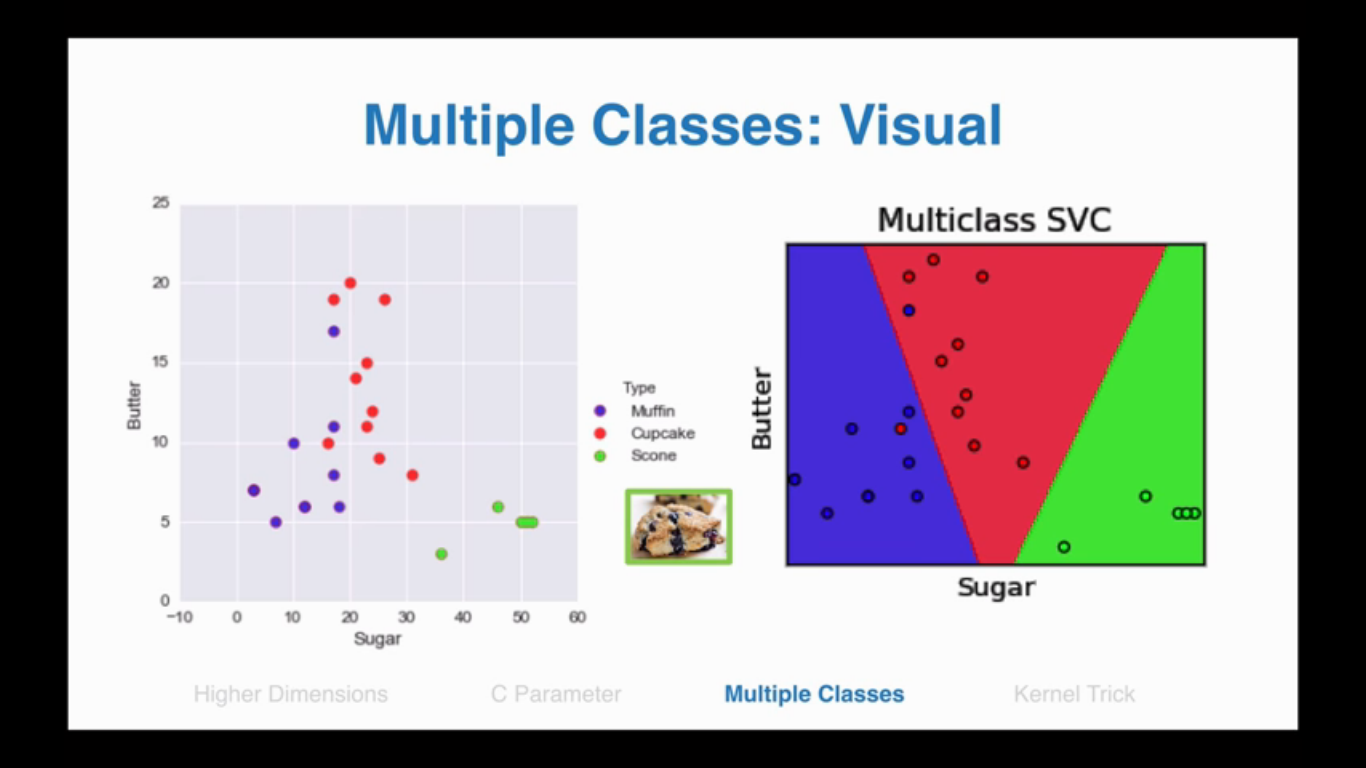 Multiple Classes: Visual
25
20
15
10
5
0
Butter
−10 0 10 20 30 40 50 60
Sugar
Type
Muffin
Cupcake
Scone
Multiclass SVC
Butter
Sugar
Higher Dimensions C Parameter Multiple Classes Kernel Trick